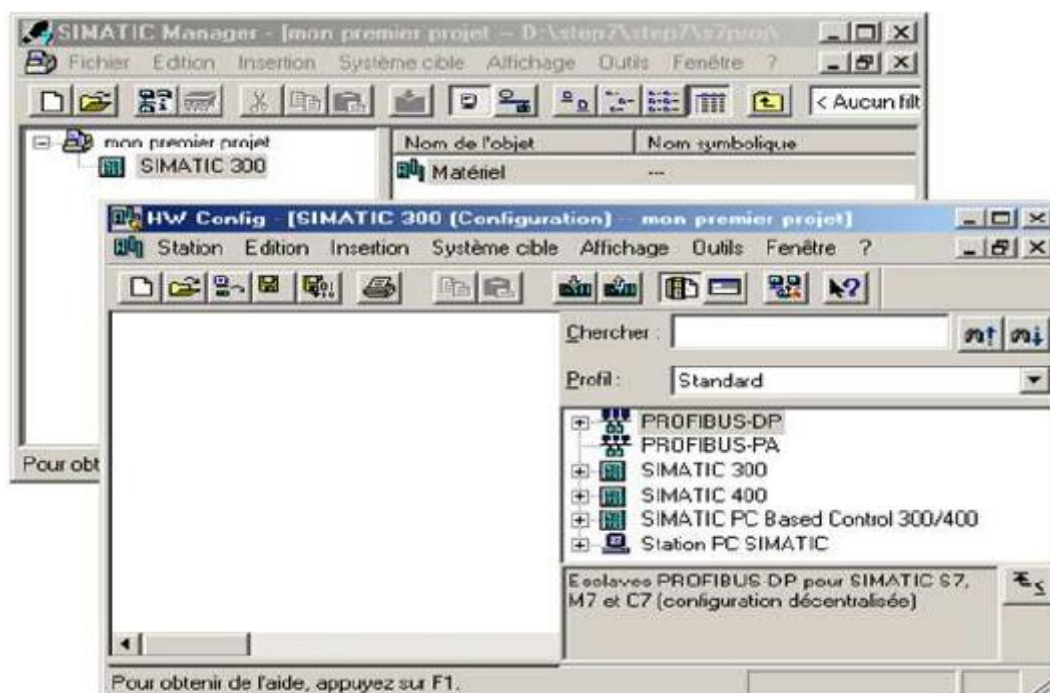 SIMATIC Manager - [mon premier projet -- D:\step7\step7\s7proj\
Fichier Edition Insertion Système cible Affichage Outils Fenêtre ?
< Aucun filt
mon premier projet
SIMATIC 300
Nom de l'objet Nom symbolique
Matériel ---
HW Config - [SIMATIC 300 (Configuration) -- mon premier projet]
Station Edition Insertion Système cible Affichage Outils Fenêtre ?
Chercher :
Profil : Standard
PROFIBUS-DP
PROFIBUS-PA
SIMATIC 300
SIMATIC 400
SIMATIC PC Based Control 300/400
Station PC SIMATIC
Esclaves PROFIBUS-DP pour SIMATIC S7,
M7 et C7 (configuration décentralisée)
Pour obt
Pour obtenir de l'aide, appuyez sur F1.